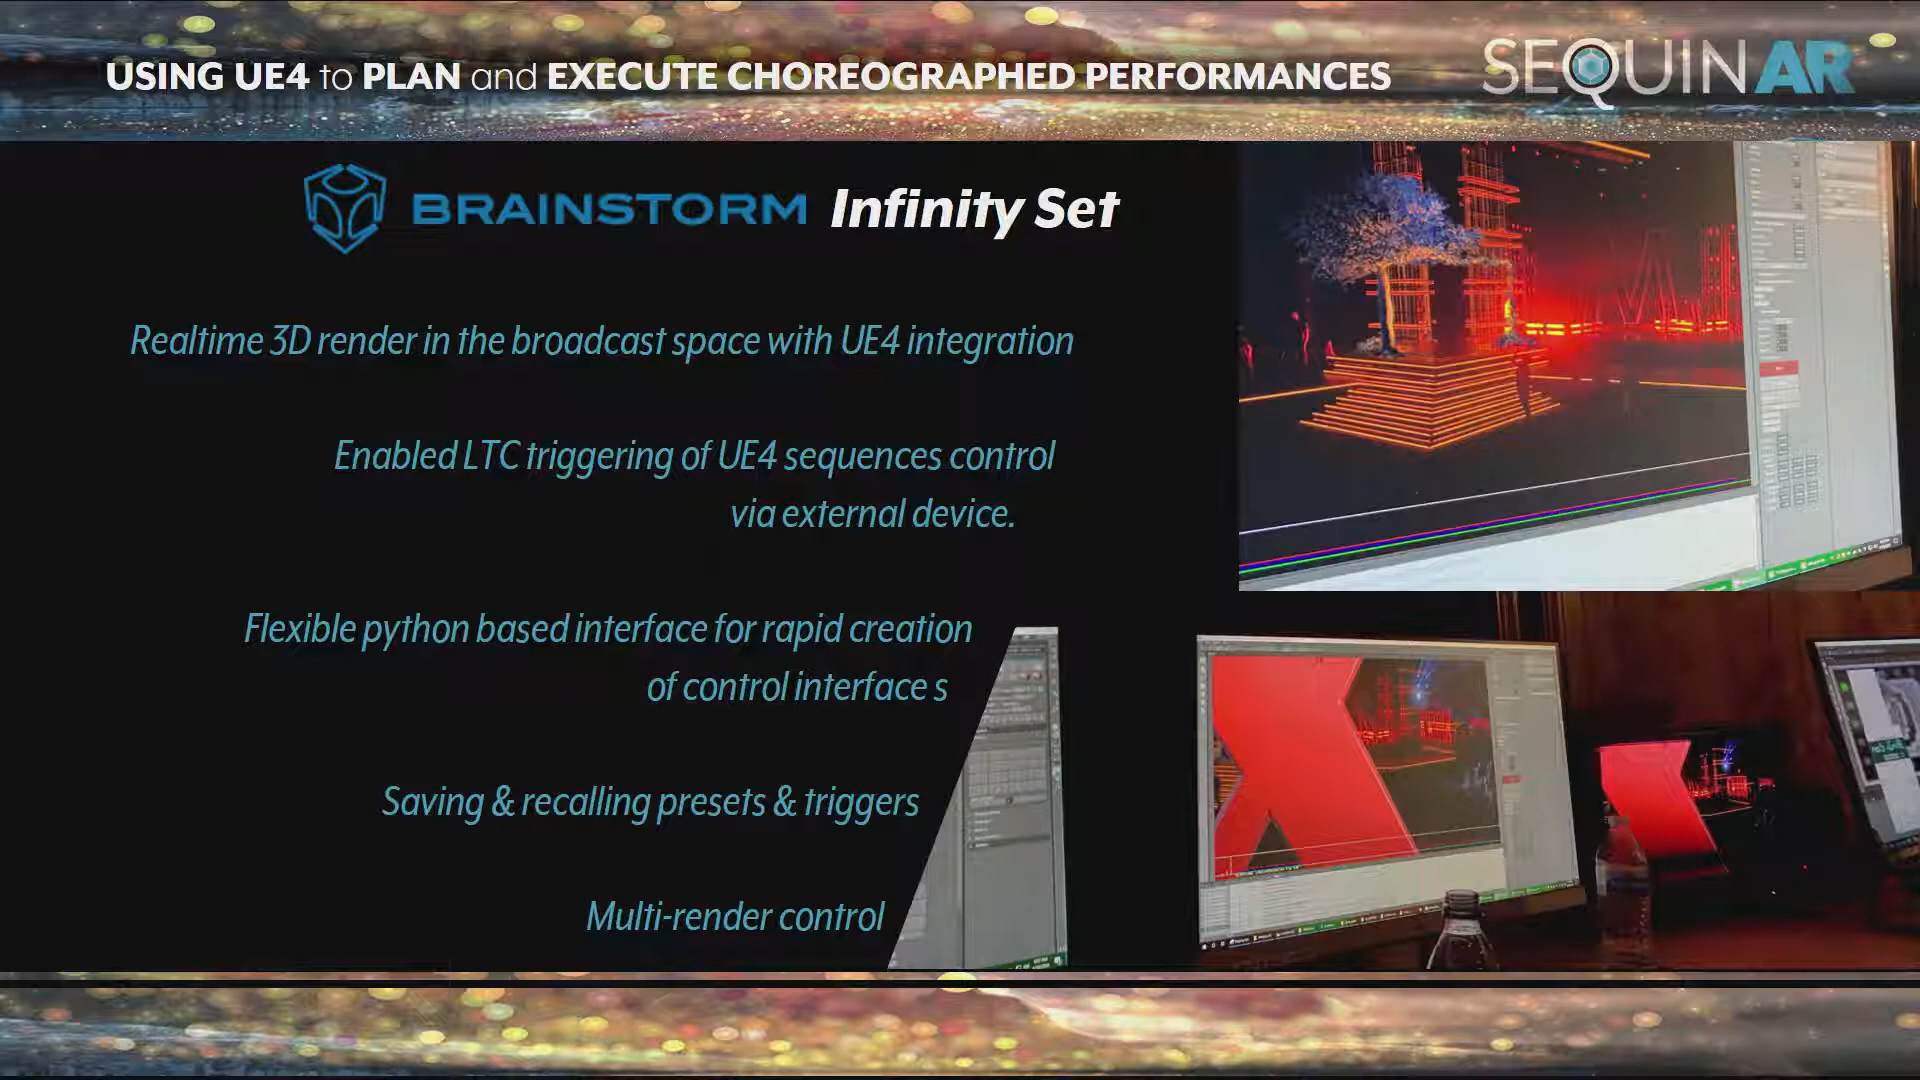 USING UE4 to PLAN and EXECUTE CHOREOGRAPHED PERFORMANCES
SEQUINAR
BRAINSTORM Infinity Set
Realtime 3D render in the broadcast space with UE4 integration
Enabled LTC triggering of UE4 sequences control
via external device.
Flexible python based interface for rapid creation
of control interface s
Saving & recalling presets & triggers
Multi-render control